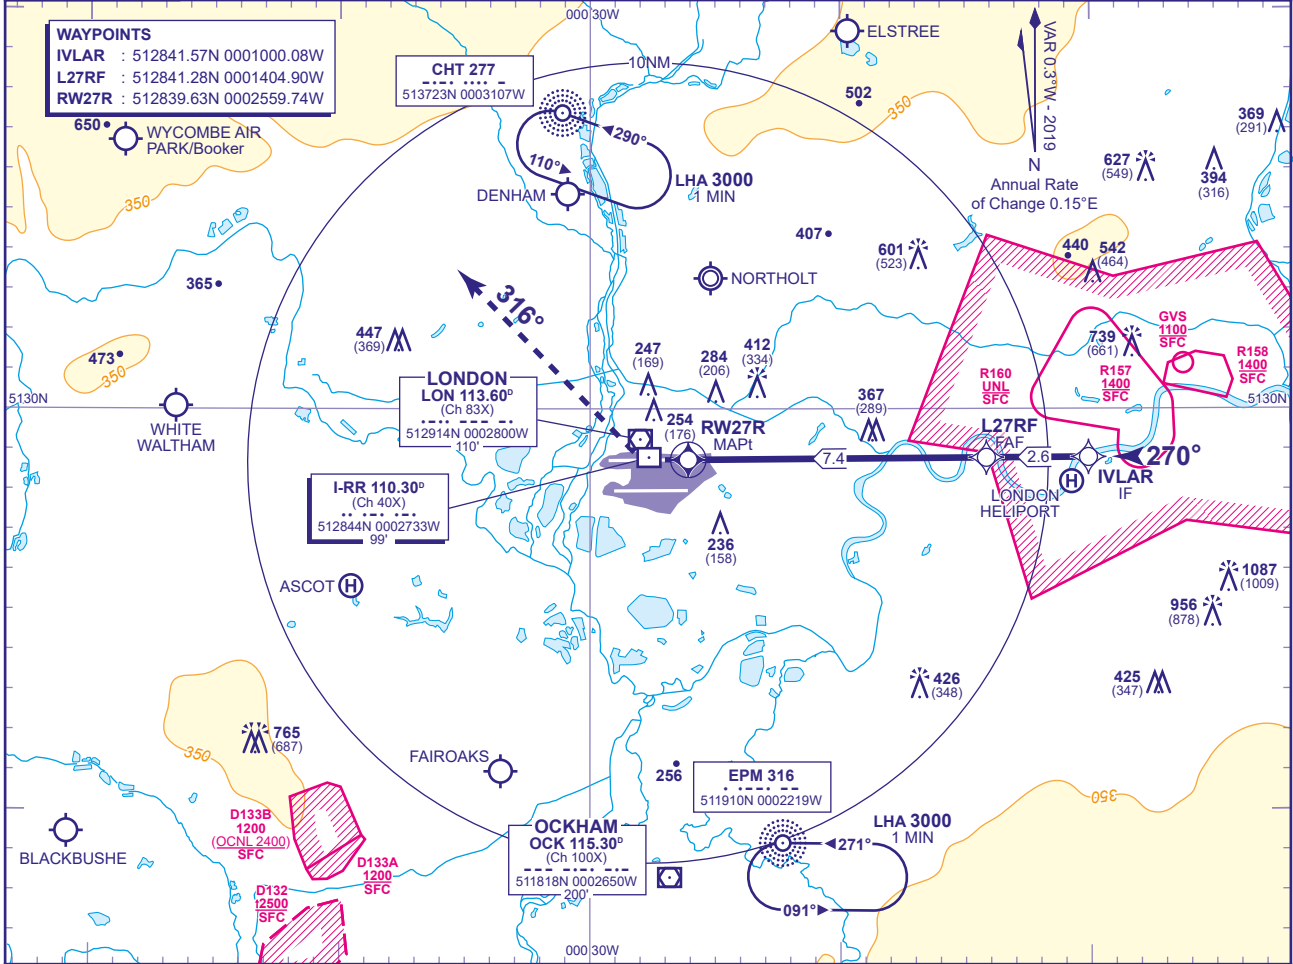 000 30W
WAYPOINTS
IVLAR : 512841.57N 0001000.08W
L27RF : 512841.28N 0001404.90W
RW27R : 512839.63N 0002559.74W
650
WYCOMBE AIR
PARK/Booker
CHT 277
513723N 0003107W
10NM
ELSTREE
502
350
VAR 0.3°W - 2019
N
Annual Rate
of Change 0.15°E
369
(291)
627
(549)
394
(316)
290°
110°
DENHAM
LHA 3000
1 MIN
350
407
601
(523)
440
542
(464)
NORTHOLT
365
316°
447
(369)
473
350
247
(169)
284
(206)
412
(334)
739
(661)
GVS
1100
SFC
R158
1400
SFC
R157
1400
SFC
R160
UNL
SFC
LONDON
LON 113.60D
(Ch 83X)
512914N 0002800W
110'
367
(289)
5130N
5130N
WHITE
WALTHAM
254
(176)
RW27R
MAPt
L27RF
FAF
7.4
2.6
270°
IVLAR
IF
I-RR 110.30D
(Ch 40X)
512844N 0002733W
99'
H
LONDON
HELIPORT
236
(158)
ASCOT
H
1087
(1009)
956
(878)
426
(348)
425
(347)
765
(687)
350
FAIROAKS
256
EPM 316
511910N 0002219W
350
D133B
1200
(OCNL 2400)
SFC
BLACKBUSHE
D133A
1200
SFC
OCKHAM
OCK 115.30D
(Ch 100X)
511818N 0002650W
200'
LHA 3000
1 MIN
271°
091°
D132
2500
SFC
000 30W